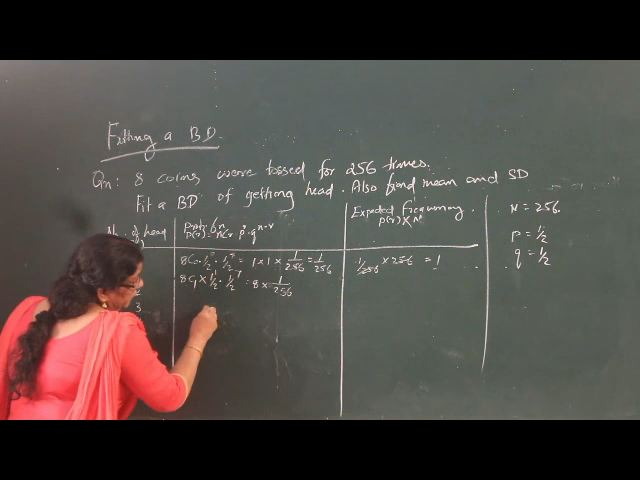 Fitting a BD
Qn: 8 coins were tossed for 256 times.
Fit a BD of getting head. Also find mean and SD
No. of head
Prob: fn
P(r) = nCr p^r q^n-r
Expected Frequency
P(r) × N
N = 256
p = 1/2
q = 1/2
8C0 · 1/2^0 · 1/2^8 = 1 × 1 × 1/256 = 1/256
1/256 × 256 = 1
8C1 × 1/2^1 · 1/2^7 = 8 × 1/256
2
3